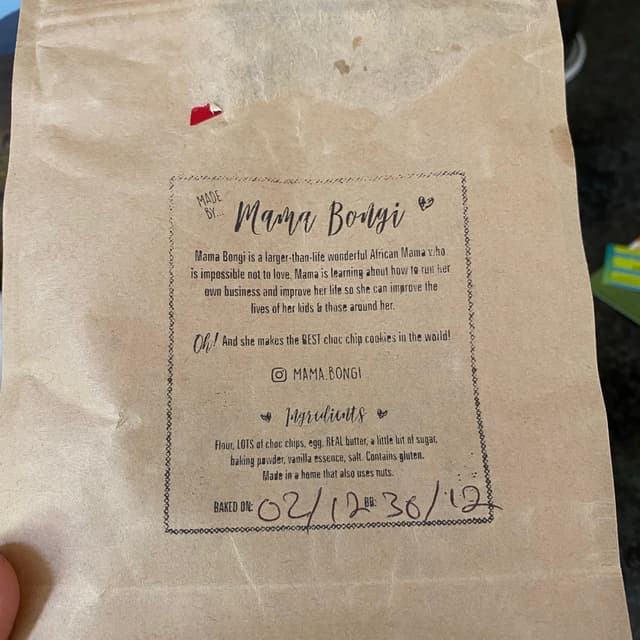 MADE
BY...
Mama Bongi
Mama Bongi is a larger-than-life wonderful African Mama who
is impossible not to love. Mama is learning about how to run her
own business and improve her life so she can improve the
lives of her kids & those around her.
Oh! And she makes the BEST choc chip cookies in the world!
MAMA.BONGI
Ingredients
Flour, LOTS of choc chips, egg, REAL butter, a little bit of sugar,
baking powder, vanilla essence, salt. Contains gluten.
Made in a home that also uses nuts.
BAKED ON: 02/12 BB: 30/12